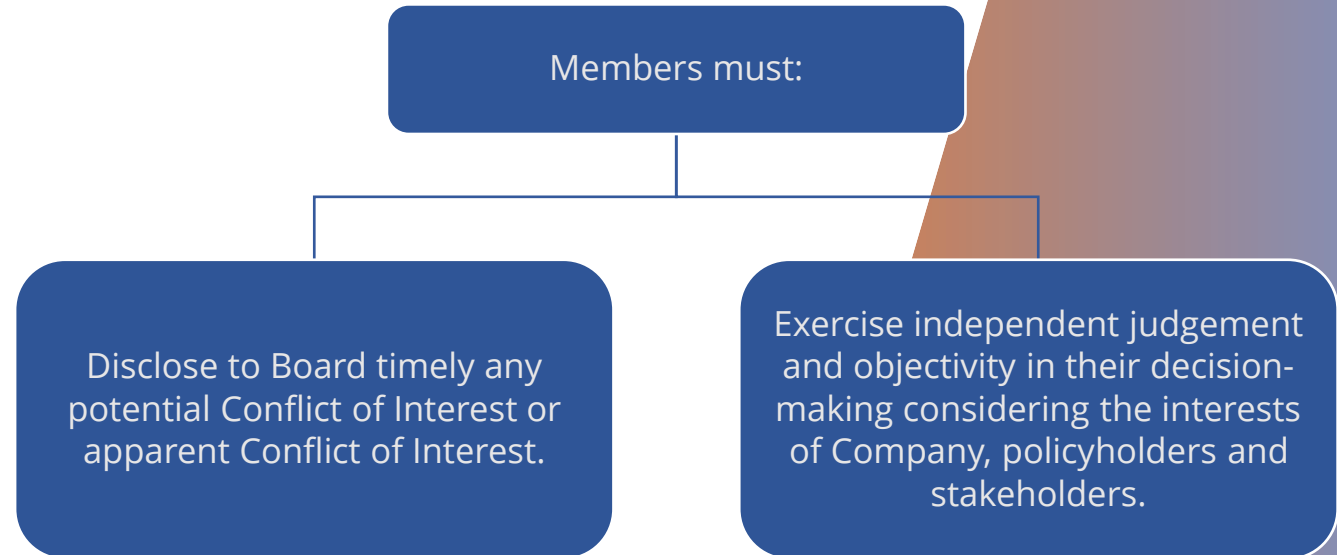 Members must:
Disclose to Board timely any
potential Conflict of Interest or
apparent Conflict of Interest.
Exercise independent judgement
and objectivity in their decision-
making considering the interests
of Company, policyholders and
stakeholders.